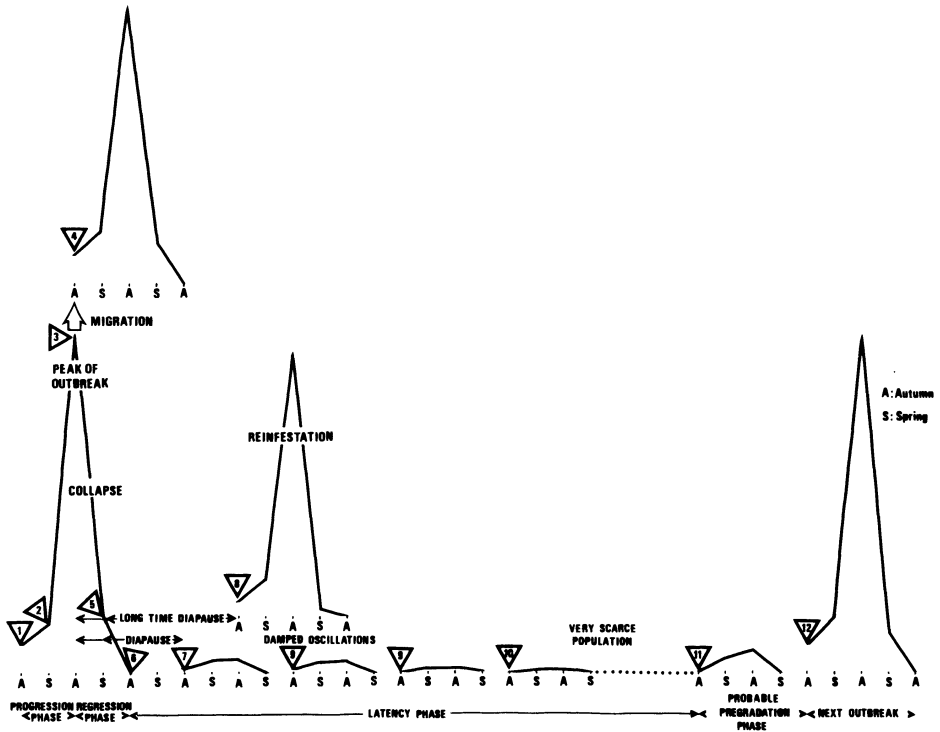 4
A S A S A
MIGRATION
3
PEAK OF
OUTBREAK
A: Autumn
S: Spring
REINFESTATION
COLLAPSE
8
2
5
1
LONG TIME DIAPAUSE
A S A S A
DIAPAUSE
DAMPED OSCILLATIONS
VERY SCARCE
POPULATION
12
6
7
9
9
10
11
A S A S A S A S A S A S A S A S A S A S A S A S A S A S A S A
PROGRESSION
PHASE
REGRESSION
PHASE
LATENCY PHASE
PROBABLE
PREGRADATION
PHASE
NEXT OUTBREAK